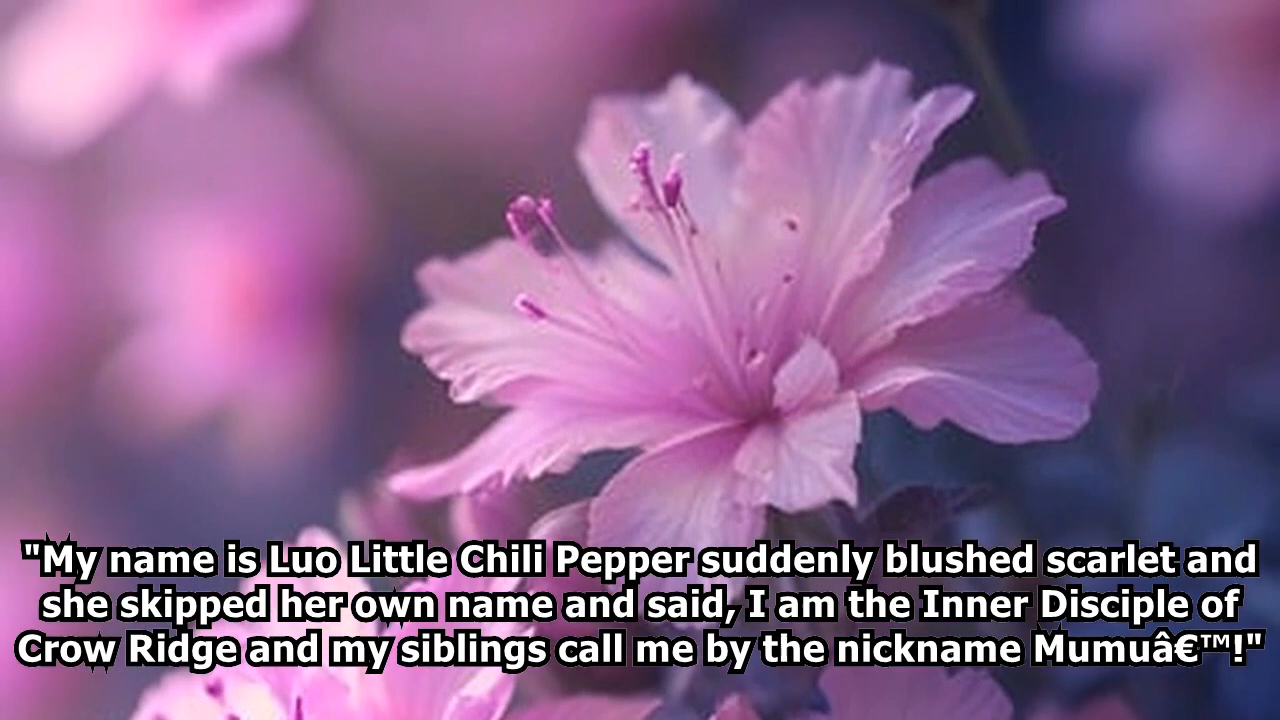 "My name is Luo Little Chili Pepper suddenly blushed scarlet and
she skipped her own name and said, I am the Inner Disciple of
Crow Ridge and my siblings call me by the nickname Mumuâ€™!"